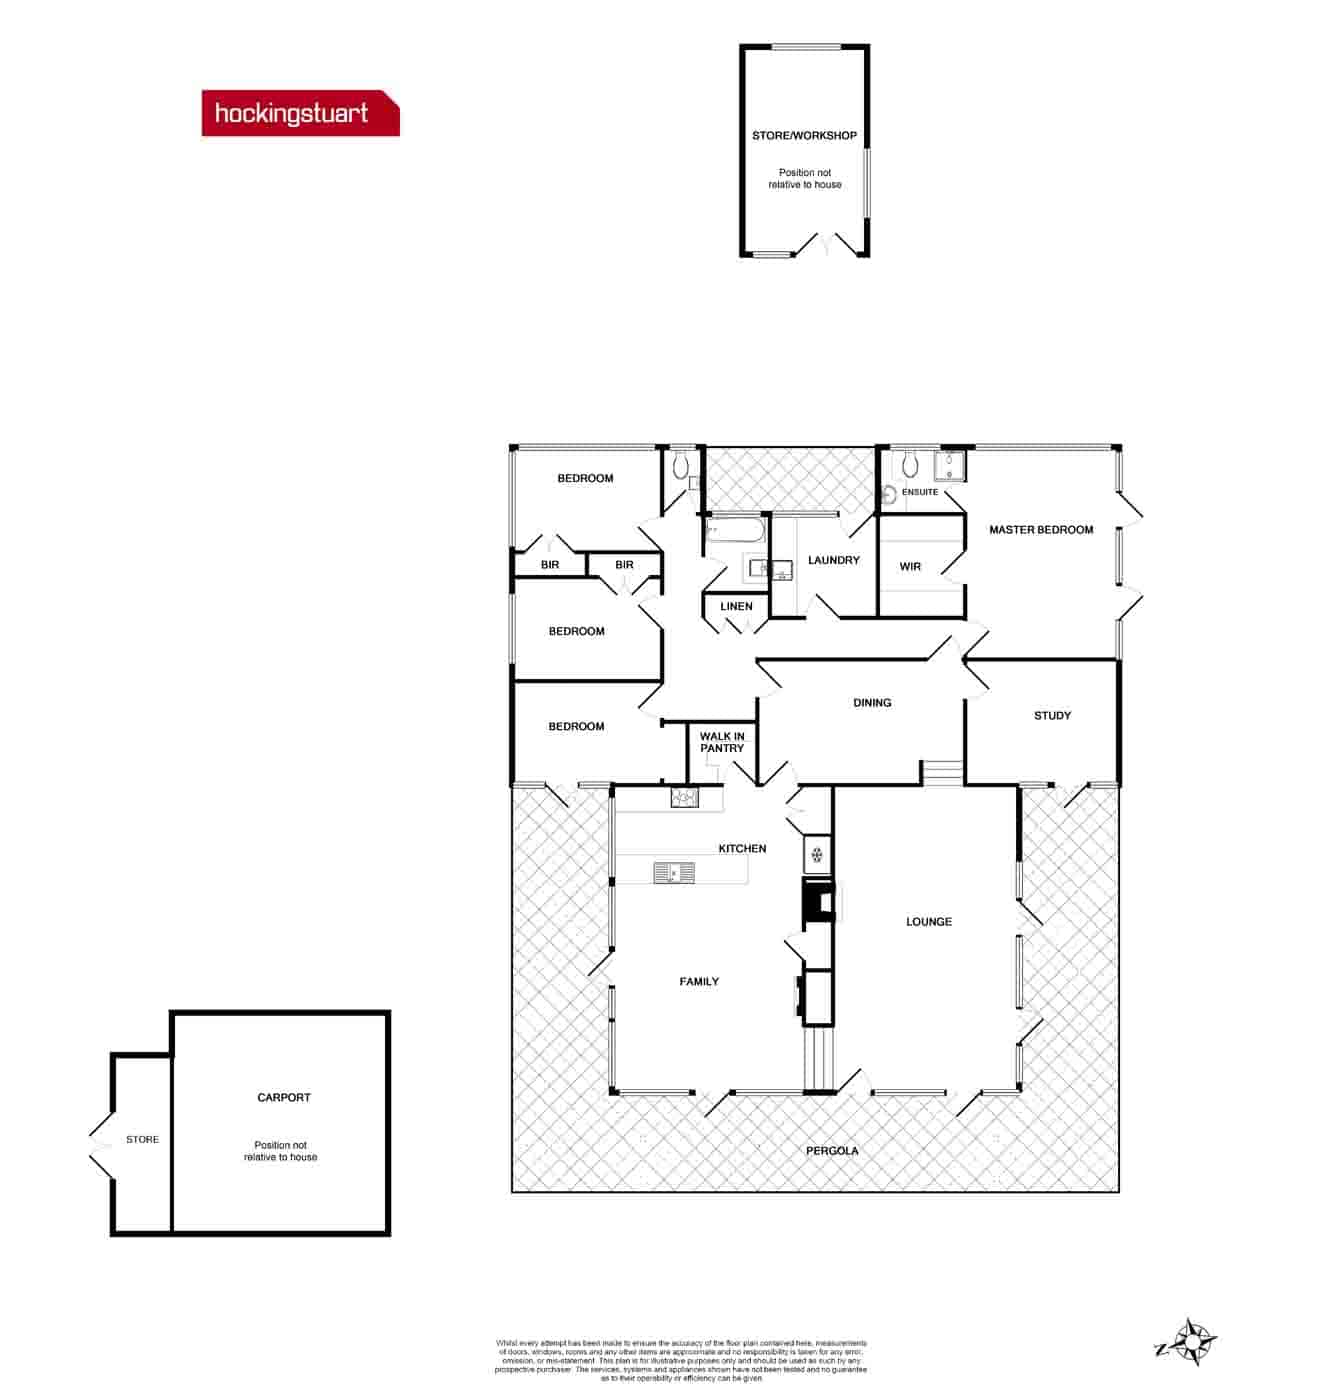 hockingstuart
STORE/WORKSHOP
Position not
relative to house
BEDROOM
ENSUITE
MASTER BEDROOM
BIR
BIR
LAUNDRY
WIR
LINEN
BEDROOM
BEDROOM
WALK IN
PANTRY
DINING
STUDY
KITCHEN
LOUNGE
FAMILY
CARPORT
STORE
Position not
relative to house
PERGOLA
Whilst every attempt has been made to ensure the accuracy of the floor plan contained here, measurements
of doors, windows, rooms and any other items are approximate and no responsibility is taken for any error,
omission, or mis-statement. This plan is for illustrative purposes only and should be used as such by any
prospective purchaser. The services, systems and appliances shown have not been tested and no guarantee
as to their operability or efficiency can be given
N